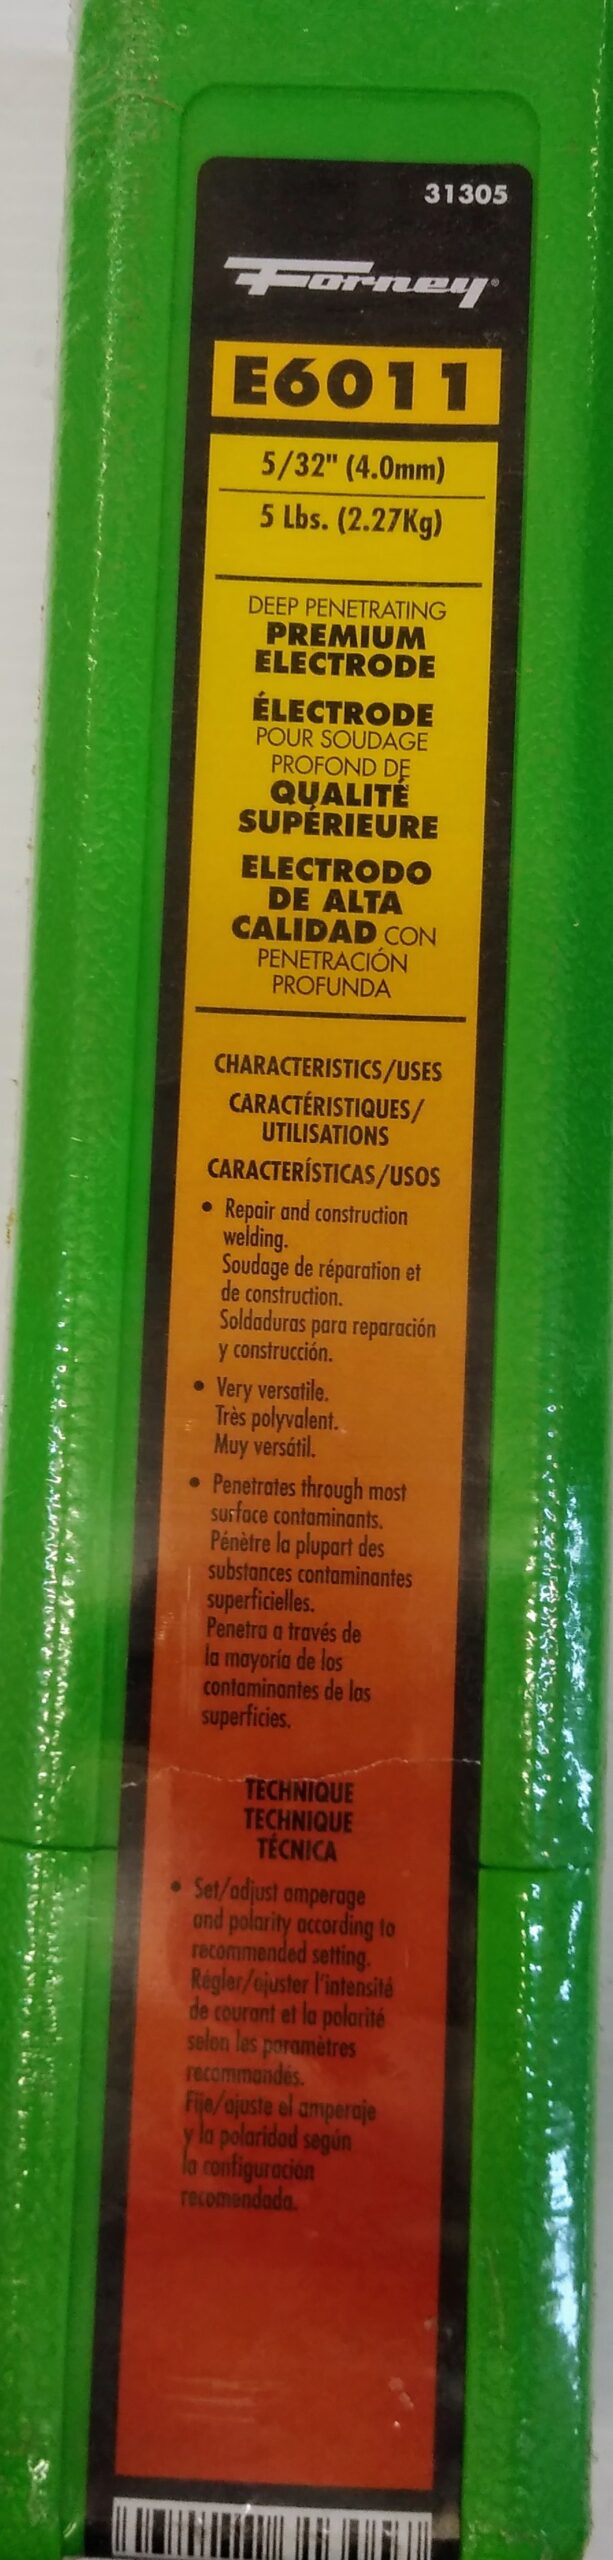 31305
Forney®
E6011
5/32" (4.0mm)
5 Lbs. (2.27Kg)
DEEP PENETRATING
PREMIUM
ELECTRODE
ÉLECTRODE
POUR SOUDAGE
PROFOND DE
QUALITÉ
SUPÉRIEURE
ELECTRODO
DE ALTA
CALIDAD CON
PENETRACIÓN
PROFUNDA
CHARACTERISTICS/USES
CARACTÉRISTIQUES/
UTILISATIONS
CARACTERÍSTICAS/USOS
• Repair and construction
welding.
Soudage de réparation et
de construction.
Soldaduras para reparación
y construcción.
• Very versatile.
Très polyvalent.
Muy versátil.
• Penetrates through most
surface contaminants.
Pénètre la plupart des
substances contaminantes
superficielles.
Penetra a través de
la mayoría de los
contaminantes de las
superficies.
TECHNIQUE
TECHNIQUE
TÉCNICA
• Set/adjust amperage
and polarity according to
recommended setting.
Régler/ajuster l'intensité
de courant et la polarité
selon les paramètres
recommandés.
Fije/ajuste el amperaje
y la polaridad según
la configuración
recomendada.